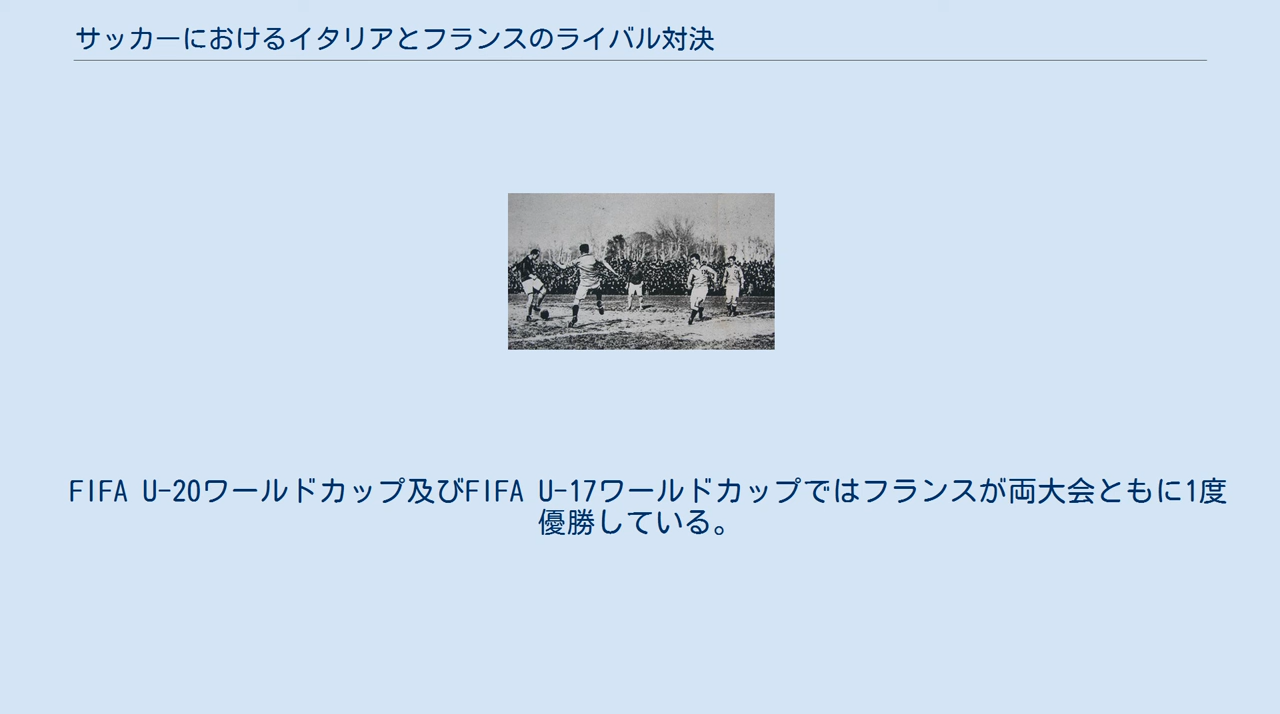 サッカーにおけるイタリアとフランスのライバル対決
FIFA U-20ワールドカップ及びFIFA U-17ワールドカップではフランスが両大会ともに1度
優勝している。